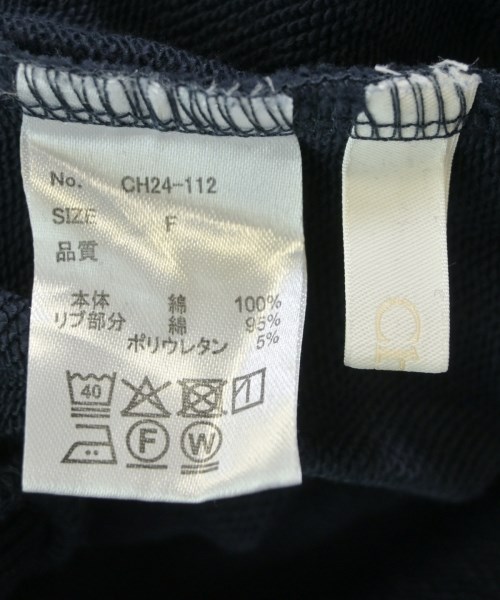 No. CH24-112
SIZE F
品質
本体 綿 100%
リブ部分 綿 95%
ポリウレタン 5%
40
F W